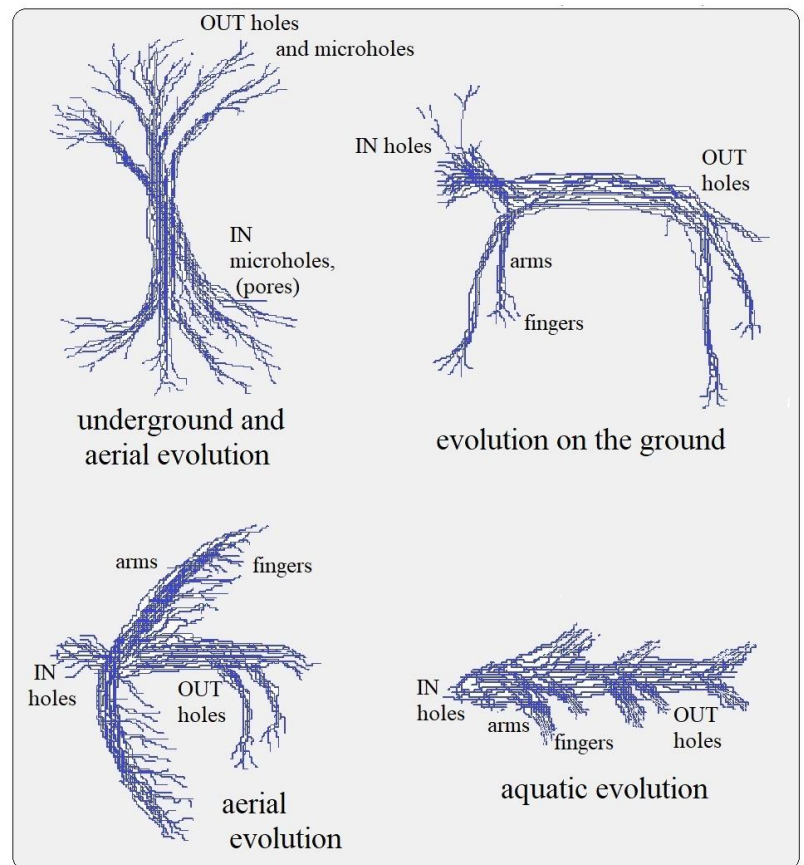 OUT holes
and microholes
IN
microholes,
(pores)
underground and
aerial evolution
IN holes
OUT
holes
arms
fingers
evolution on the ground
arms
fingers
IN
holes
OUT
holes
aerial
evolution
IN
holes
arms
fingers
OUT
holes
aquatic evolution